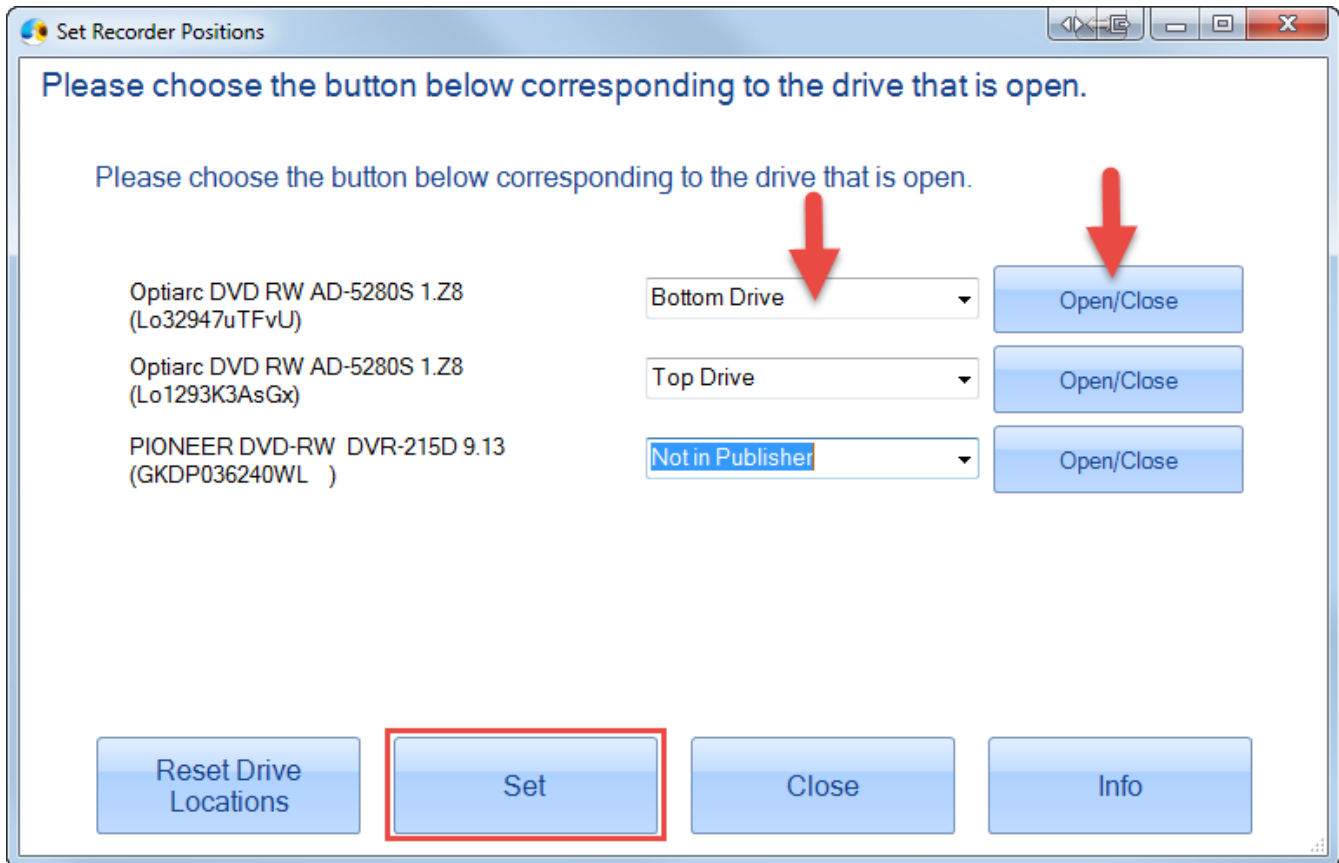 Set Recorder Positions
Please choose the button below corresponding to the drive that is open.
Please choose the button below corresponding to the drive that is open.
Optiarc DVD RW AD-5280S 1.Z8
(Lo32947uTFvU)
Bottom Drive
Open/Close
Optiarc DVD RW AD-5280S 1.Z8
(Lo1293K3AsGx)
Top Drive
Open/Close
PIONEER DVD-RW  DVR-215D 9.13
(GKDP036240WL   )
Not in Publisher
Open/Close
Reset Drive
Locations
Set
Close
Info